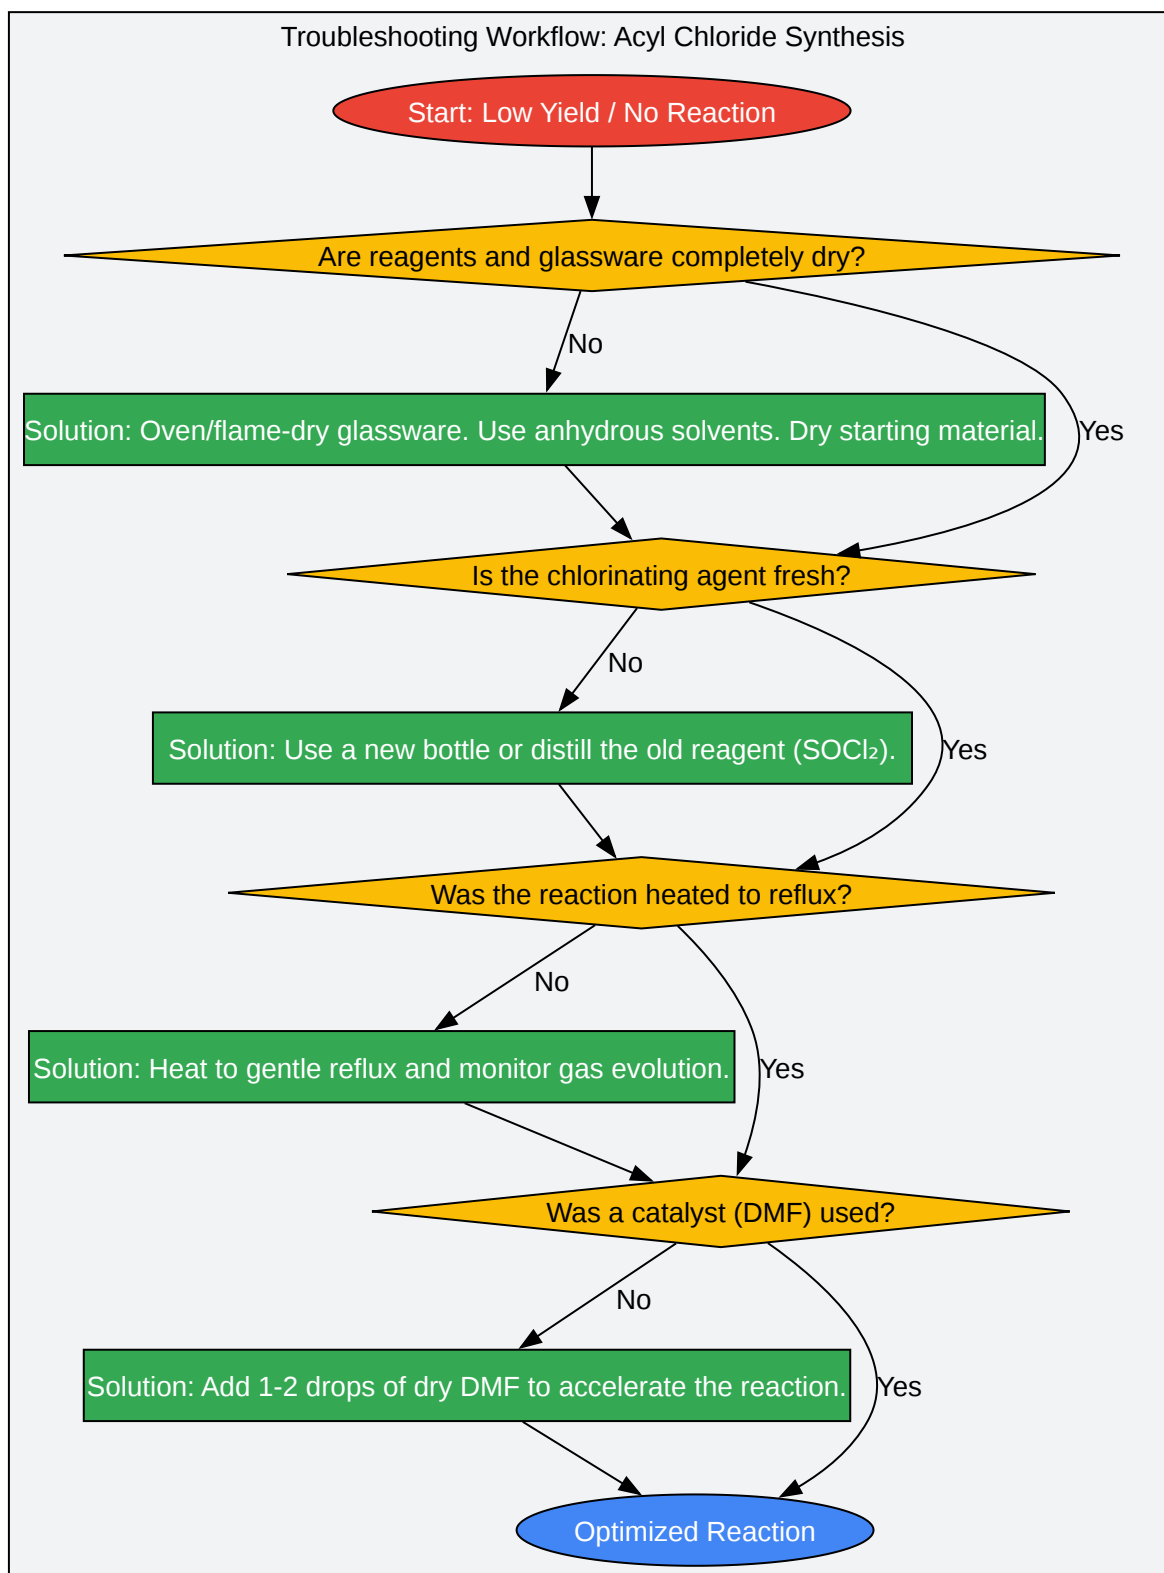 Troubleshooting Workflow: Acyl Chloride Synthesis
Start: Low Yield / No Reaction
Are reagents and glassware completely dry?
No
Solution: Oven/flame-dry glassware. Use anhydrous solvents. Dry starting material.
Yes
Is the chlorinating agent fresh?
No
Solution: Use a new bottle or distill the old reagent (SOCl₂).
Yes
Was the reaction heated to reflux?
No
Solution: Heat to gentle reflux and monitor gas evolution.
Yes
Was a catalyst (DMF) used?
No
Solution: Add 1-2 drops of dry DMF to accelerate the reaction.
Yes
Optimized Reaction